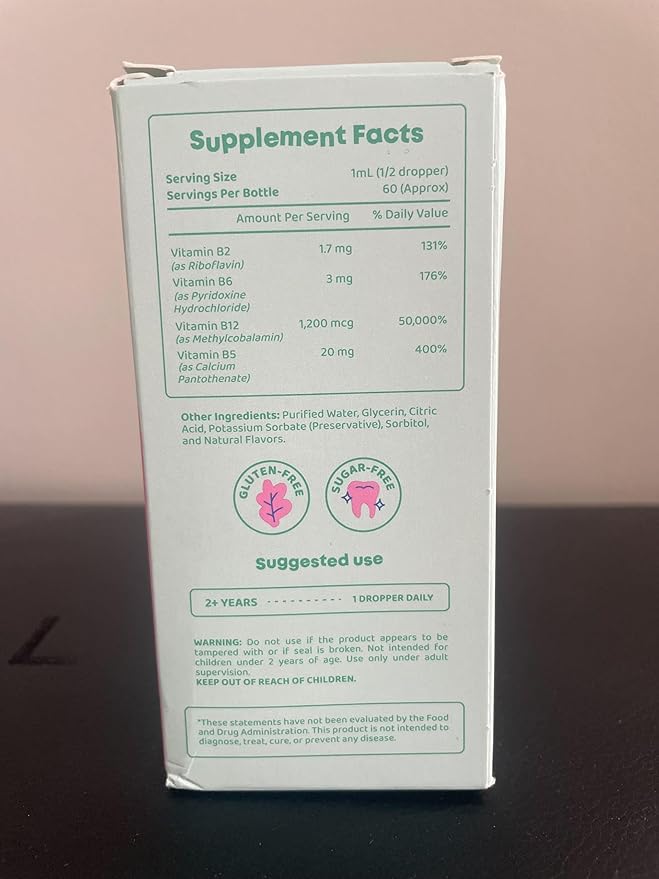 Supplement Facts
Serving Size 1mL (1/2 dropper)
Servings Per Bottle 60 (Approx)
Amount Per Serving % Daily Value
Vitamin B2 1.7 mg 131%
(as Riboflavin)
Vitamin B6 3 mg 176%
(as Pyridoxine
Hydrochloride)
Vitamin B12 1,200 mcg 50,000%
(as Methylcobalamin)
Vitamin B5 20 mg 400%
(as Calcium
Pantothenate)
Other Ingredients: Purified Water, Glycerin, Citric
Acid, Potassium Sorbate (Preservative), Sorbitol,
and Natural Flavors.
GLUTEN-FREE
SUGAR-FREE
Suggested use
2+ YEARS - - - - - - - - - - 1 DROPPER DAILY
WARNING: Do not use if the product appears to be
tampered with or if seal is broken. Not intended for
children under 2 years of age. Use only under adult
supervision.
KEEP OUT OF REACH OF CHILDREN.
*These statements have not been evaluated by the Food
and Drug Administration. This product is not intended to
diagnose, treat, cure, or prevent any disease.